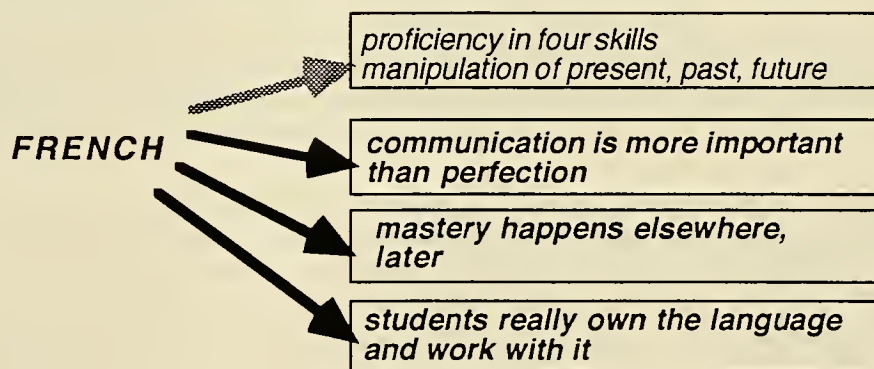 FRENCH
proficiency in four skills
manipulation of present, past, future
communication is more important
than perfection
mastery happens elsewhere,
later
students really own the language
and work with it